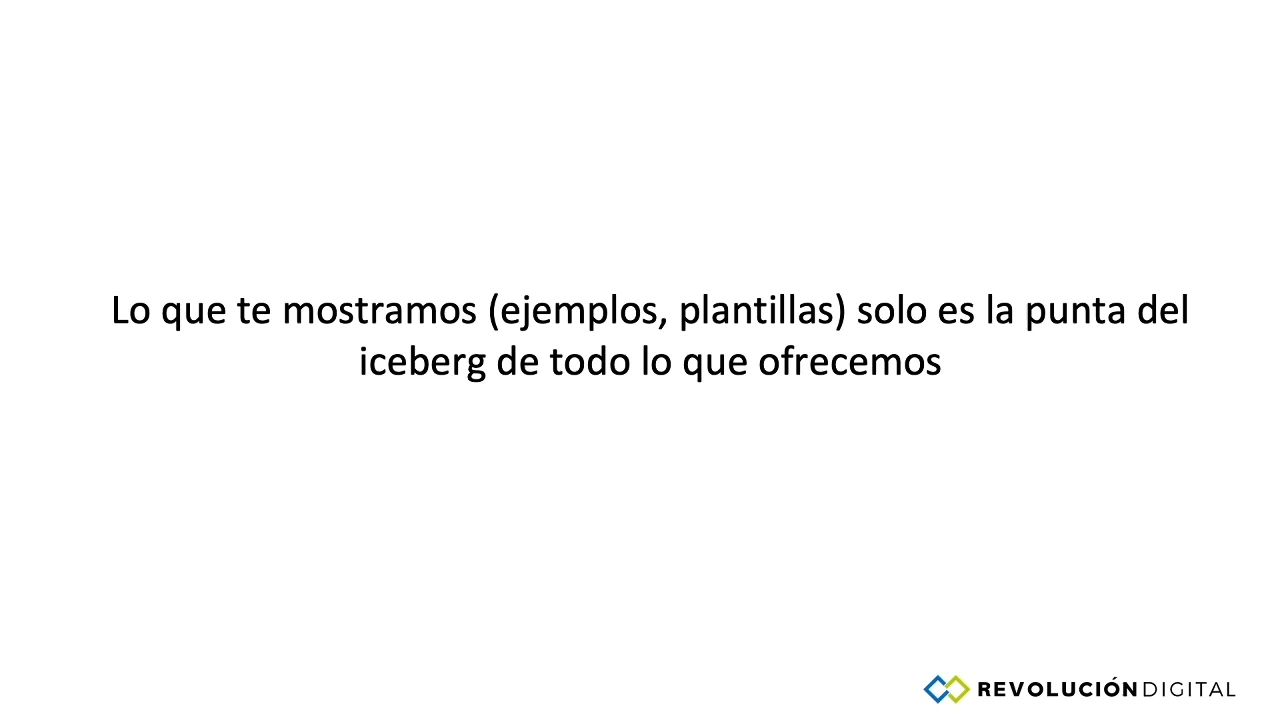 Lo que te mostramos (ejemplos, plantillas) solo es la punta del
iceberg de todo lo que ofrecemos
REVOLUCIÓN DIGITAL